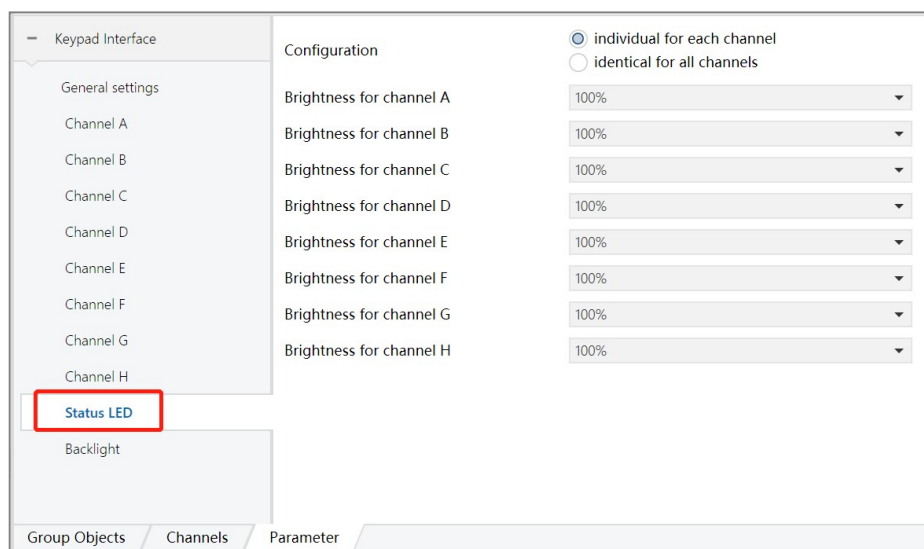 Keypad Interface
General settings
Channel A
Channel B
Channel C
Channel D
Channel E
Channel F
Channel G
Channel H
Status LED
Backlight
Configuration
individual for each channel
identical for all channels
Brightness for channel A 100%
Brightness for channel B 100%
Brightness for channel C 100%
Brightness for channel D 100%
Brightness for channel E 100%
Brightness for channel F 100%
Brightness for channel G 100%
Brightness for channel H 100%
Group Objects Channels Parameter